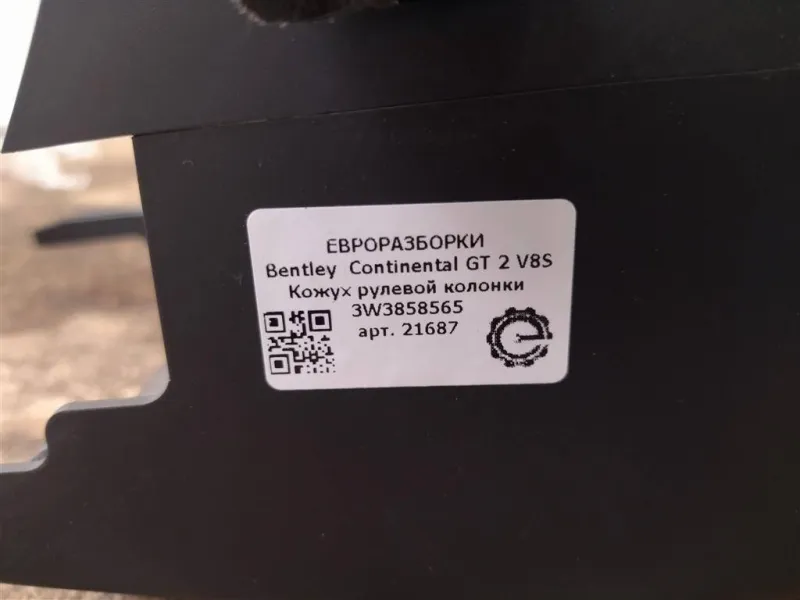 ЕВРОРАЗБОРКИ
Bentley Continental GT 2 V8S
Кожух рулевой колонки
3W3858565
арт. 21687